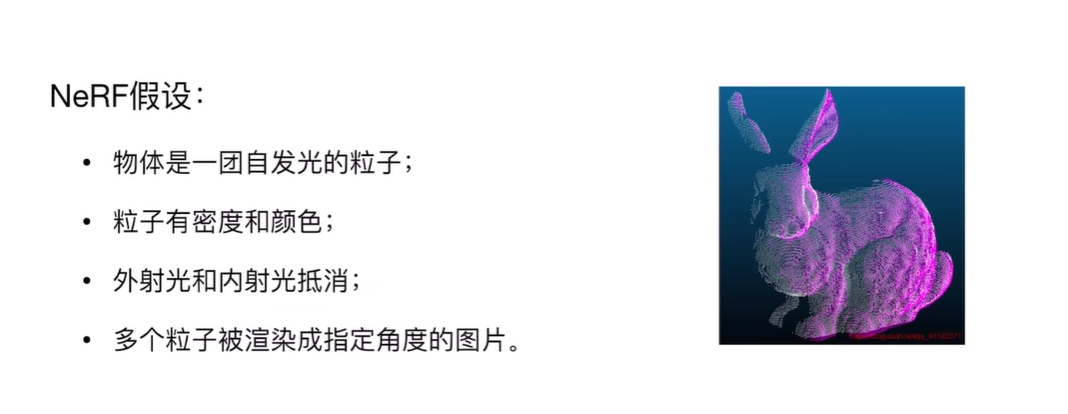 NeRF假设：
• 物体是一团自发光的粒子；
• 粒子有密度和颜色；
• 外射光和内射光抵消；
• 多个粒子被渲染成指定角度的图片。